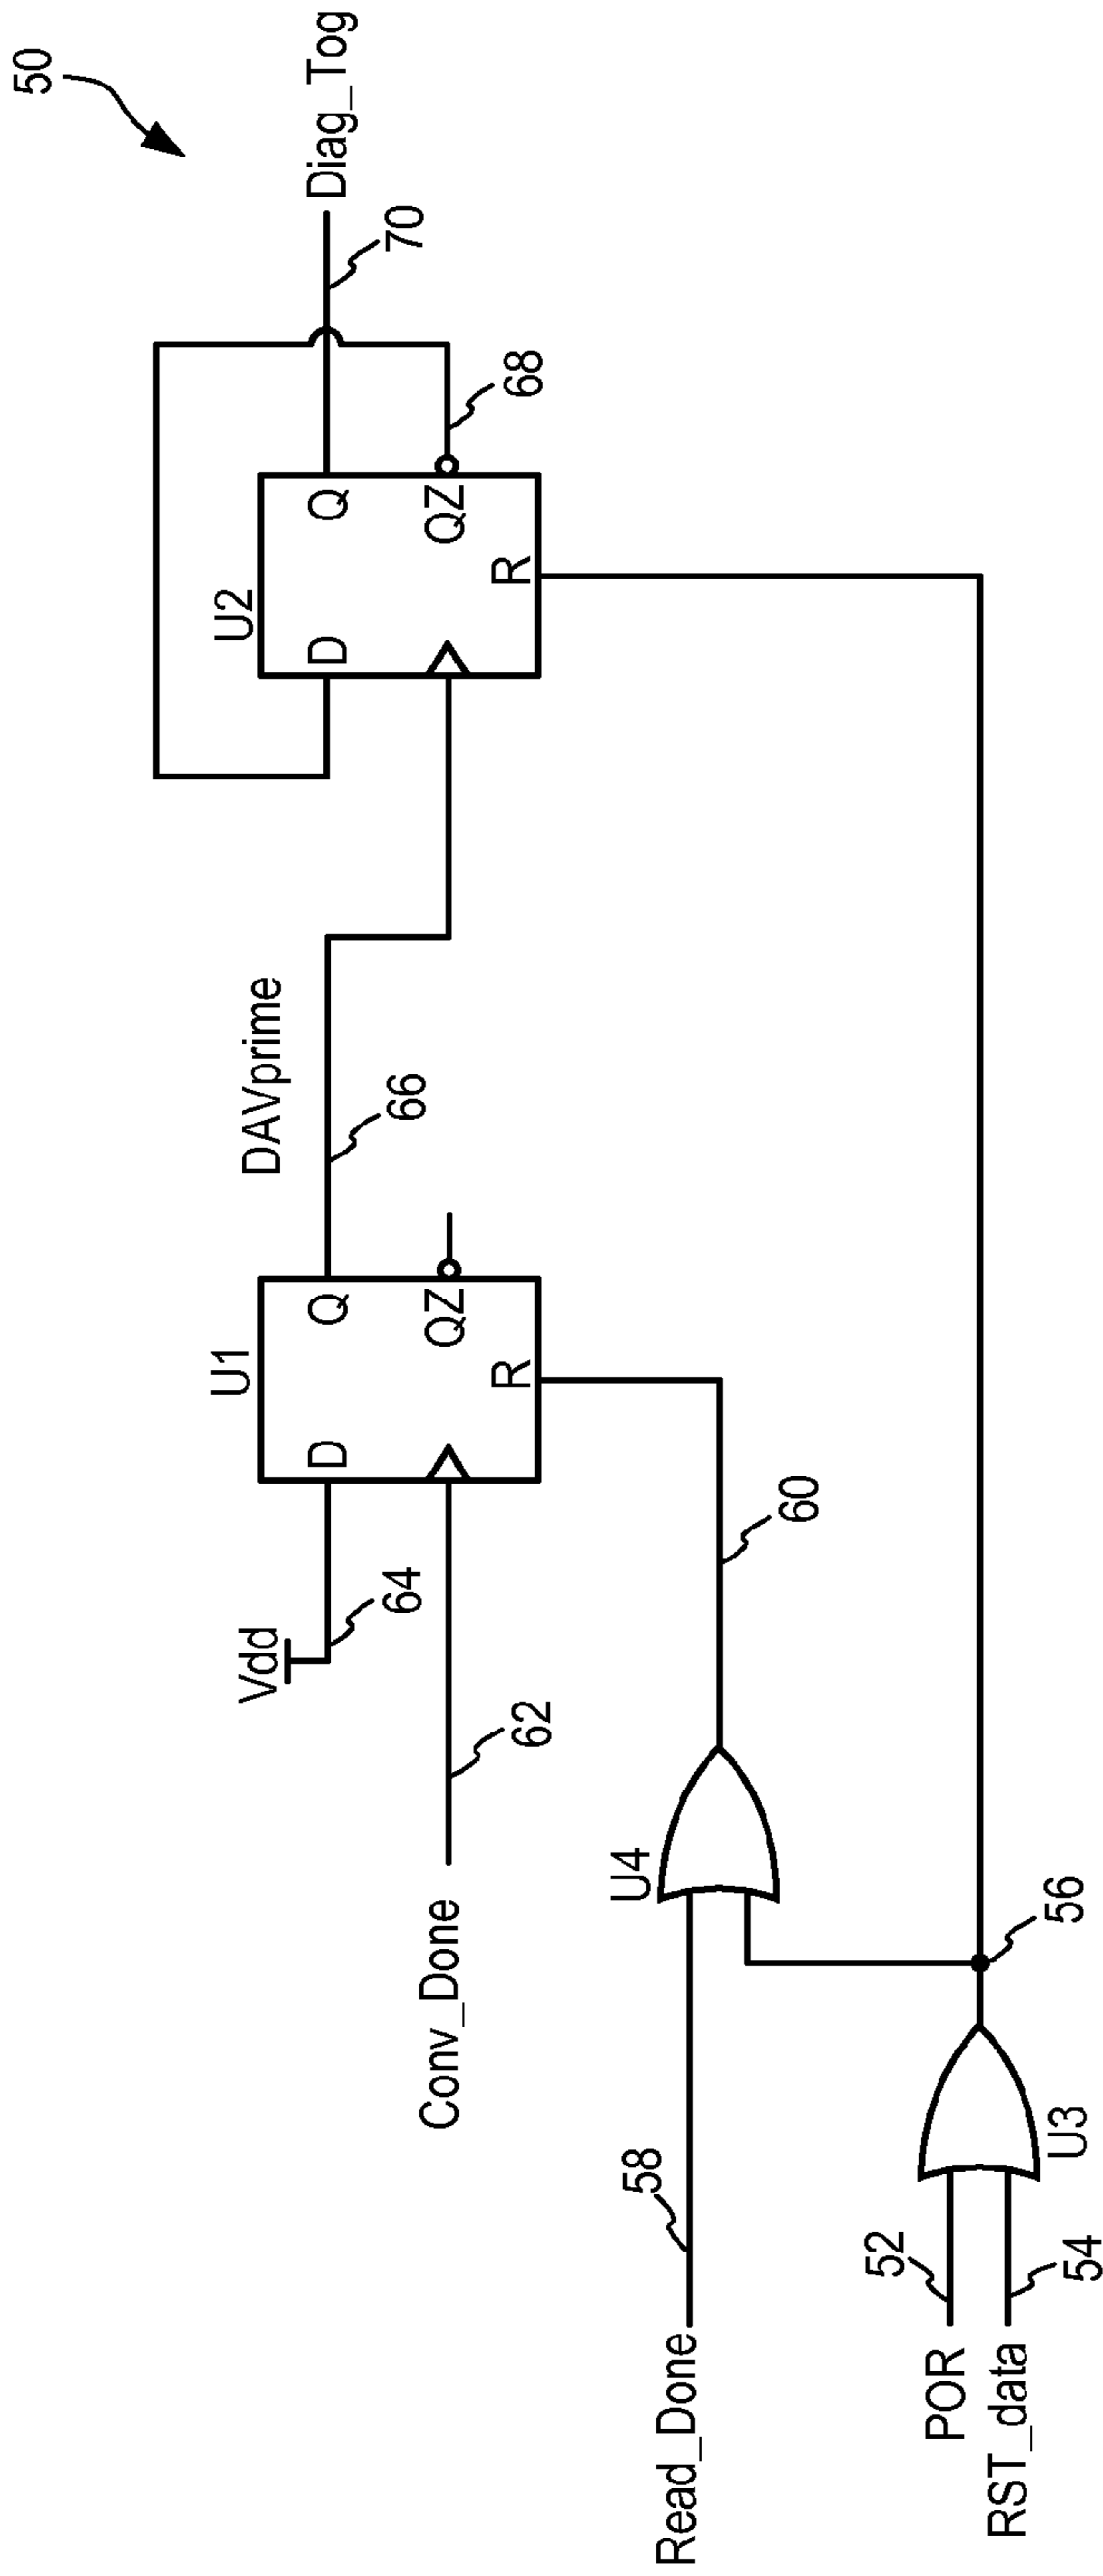 50
Diag_Tog
70
68
U2
D
Q
QZ
R
DAVprime
66
U1
D
Q
QZ
R
Vdd
64
Conv_Done
62
60
U4
Read_Done
58
56
U3
POR
52
RST_data
54